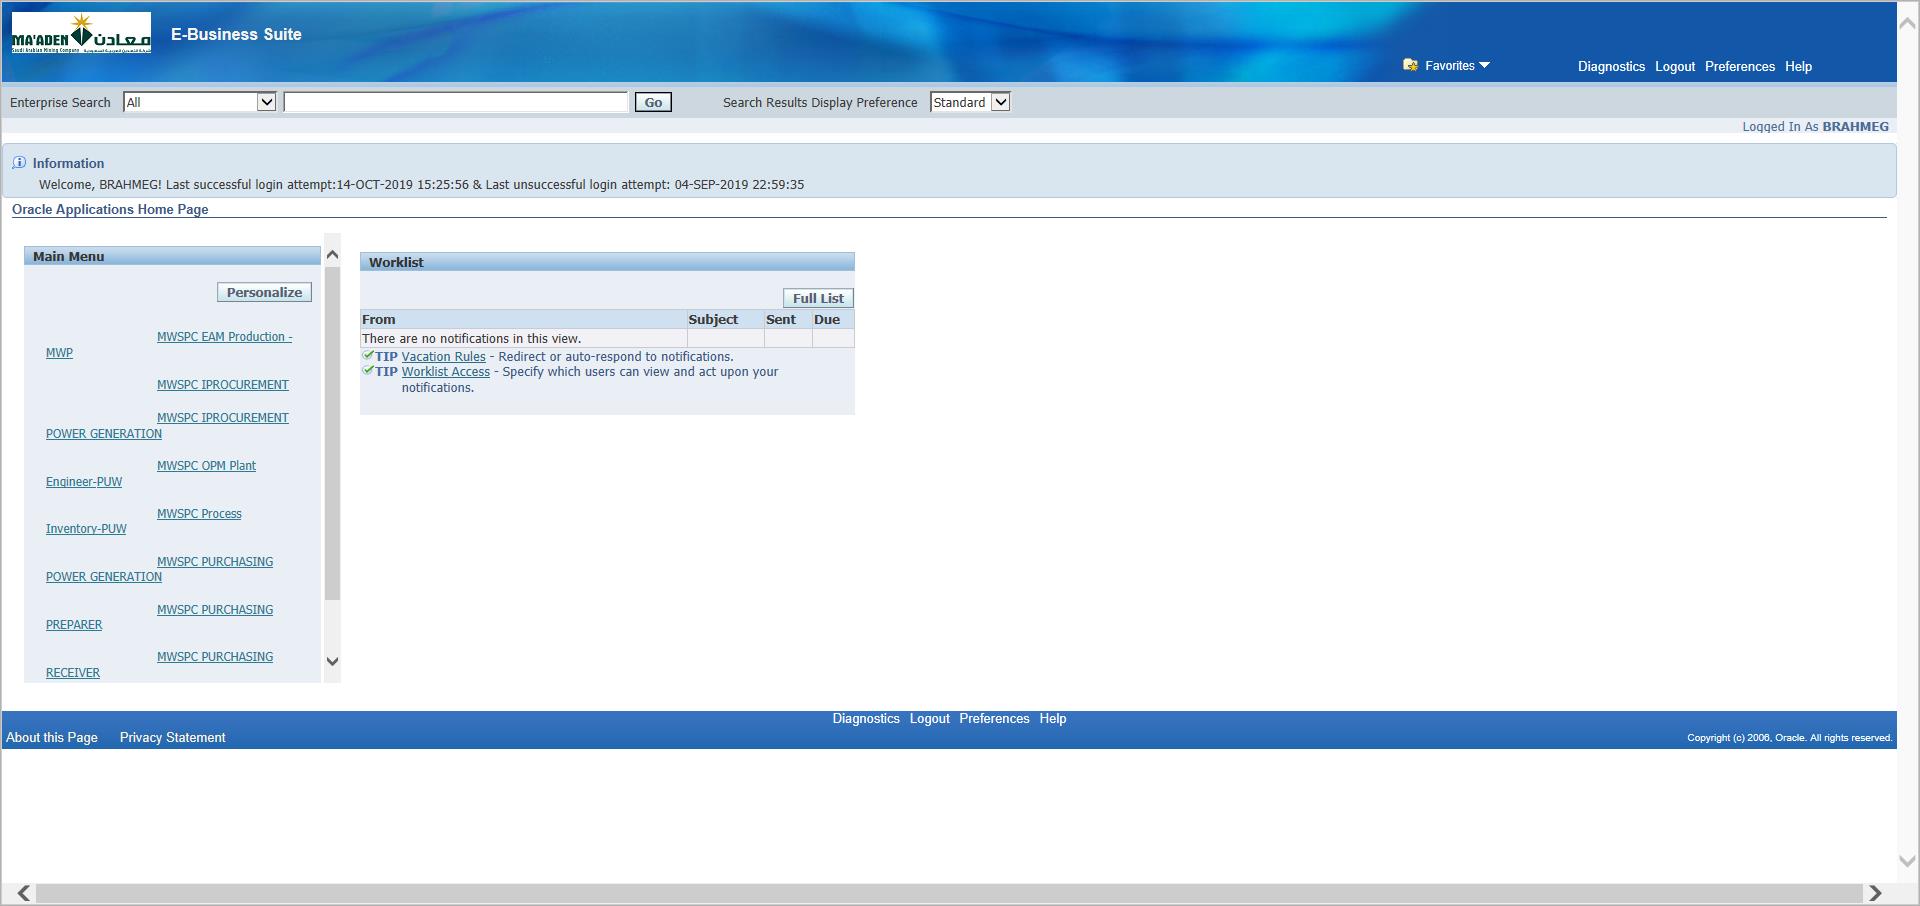 MA'ADEN معادن
Saudi Arabian Mining Company
E-Business Suite
Favorites
Diagnostics Logout Preferences Help
Enterprise Search All Go Search Results Display Preference Standard
Logged In As BRAHMEG
Information
Welcome, BRAHMEG! Last successful login attempt:14-OCT-2019 15:25:56 & Last unsuccessful login attempt: 04-SEP-2019 22:59:35
Oracle Applications Home Page
Main Menu
Personalize
MWSPC EAM Production -
MWP
MWSPC IPROCUREMENT
MWSPC IPROCUREMENT
POWER GENERATION
MWSPC OPM Plant
Engineer-PUW
MWSPC Process
Inventory-PUW
MWSPC PURCHASING
POWER GENERATION
MWSPC PURCHASING
PREPARER
MWSPC PURCHASING
RECEIVER
Worklist
Full List
From Subject Sent Due
There are no notifications in this view.
TIP Vacation Rules - Redirect or auto-respond to notifications.
TIP Worklist Access - Specify which users can view and act upon your
notifications.
Diagnostics Logout Preferences Help
About this Page Privacy Statement
Copyright (c) 2006, Oracle. All rights reserved.